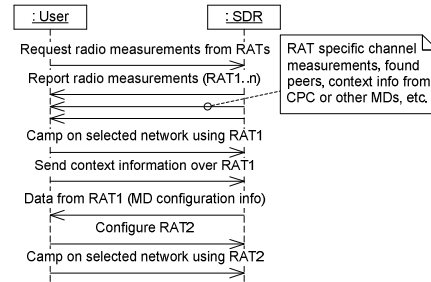 : User
: SDR
Request radio measurements from RATs
Report radio measurements (RAT1..n)
RAT specific channel
measurements, found
peers, context info from
CPC or other MDs, etc.
Camp on selected network using RAT1
Send context information over RAT1
Data from RAT1 (MD configuration info)
Configure RAT2
Camp on selected network using RAT2